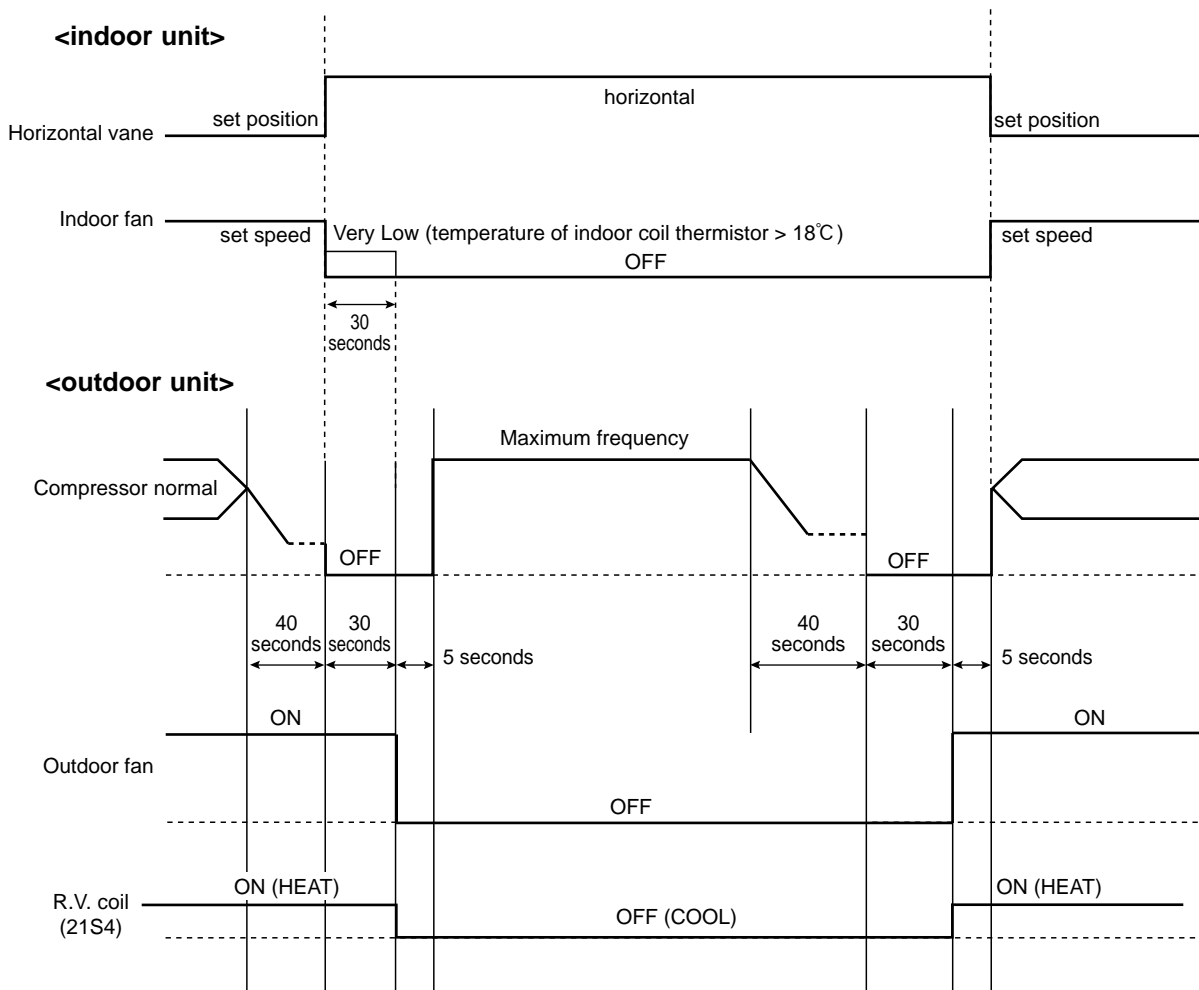 <indoor unit>
horizontal
set position
set position
Horizontal vane
Indoor fan
set speed
Very Low (temperature of indoor coil thermistor > 18℃)
set speed
OFF
30
seconds
<outdoor unit>
Maximum frequency
Compressor normal
OFF
OFF
40
seconds
30
seconds
5 seconds
40
seconds
30
seconds
5 seconds
ON
ON
Outdoor fan
OFF
ON (HEAT)
ON (HEAT)
R.V. coil
(21S4)
OFF (COOL)